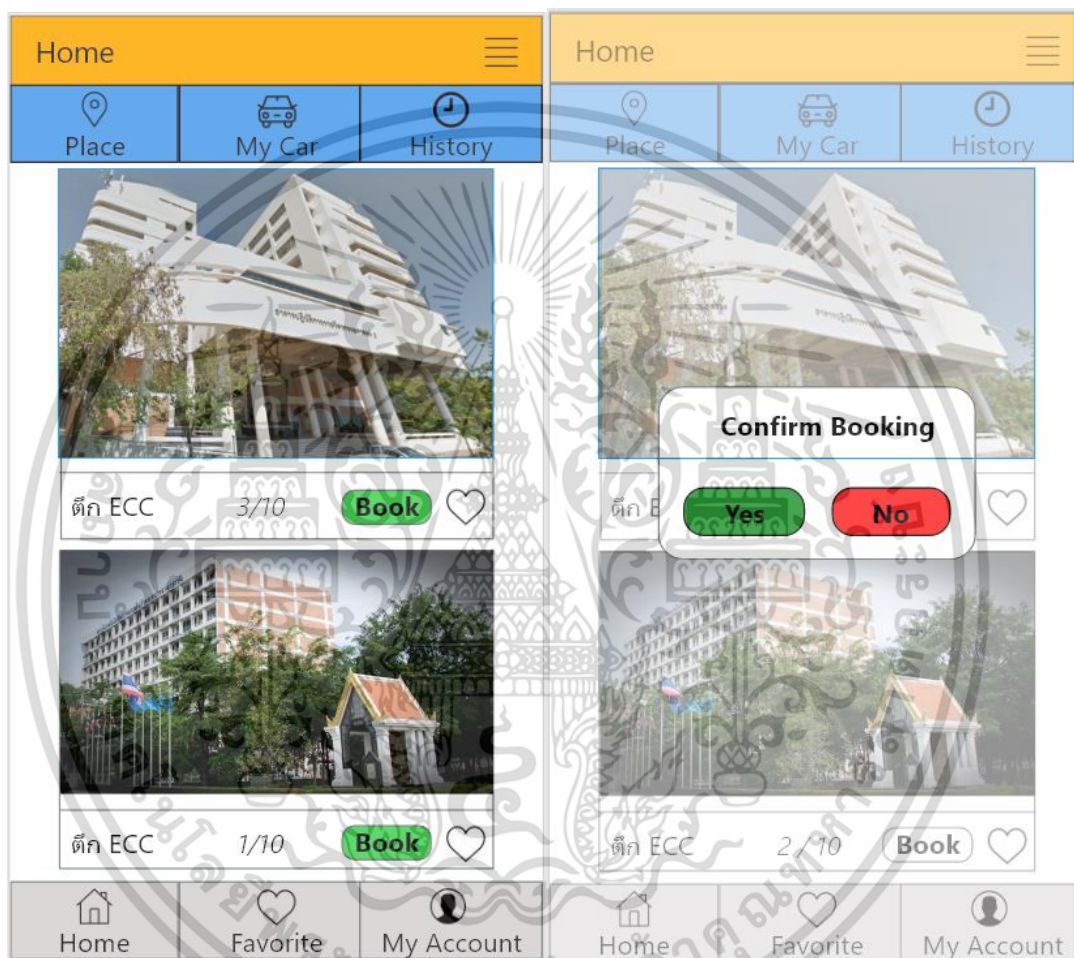 Home
Place My Car History
ตึก ECC 3/10 Book
ตึก ECC 1/10 Book
Home Favorite My Account
Home
Place My Car History
Confirm Booking
Yes No
ตึก E
ตึก ECC 2/10 Book
Home Favorite My Account